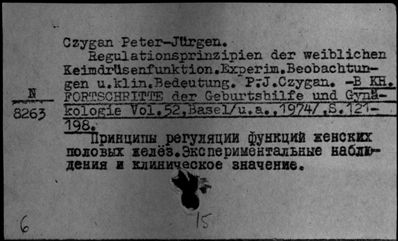 Czygan Peter-Jürgen.
Regulationsprinzipien der weiblichen
Keimdrüsenfunktion.Experim.Beobachtun-
gen u.klin.Bedeutung. P.-J.Czygan. -В КН.
FORTSCHRITTE der Geburtshilfe und Gynä-
kologie Vol.52,Basel/u.a.,1974/,S.121-
198.
N
8263
Принципы регуляции функций женских
половых желёз.Экспериментальные наблю-
дения и клиническое значение.
6
15